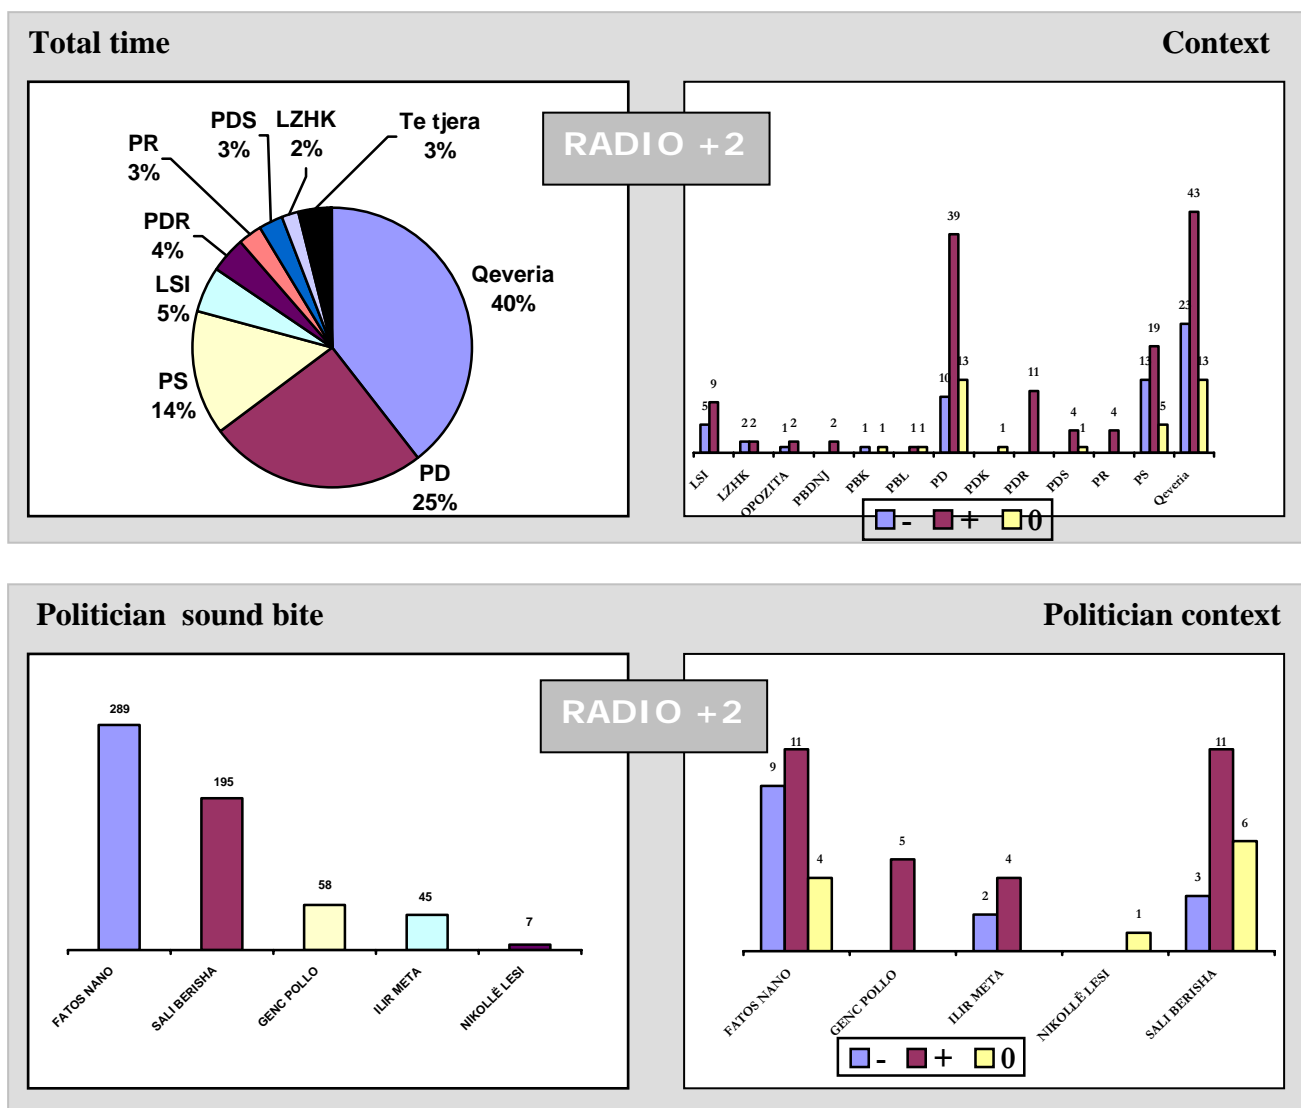 Total time
Context
RADIO +2
PDS
3%
LZHK
2%
Te tjera
3%
PR
3%
PDR
4%
LSI
5%
PS
14%
Qeveria
40%
PD
25%
5 9
2 2
1 2
2
1 1
1 1
10 39 13
1
11
4 1
4
13 19 5
23 43 13
LSI
LZHK
OPOZITA
PBDNJ
PBK
PBL
PD
PDK
PDR
PDS
PR
PS
Qeveria
- + 0
Politician sound bite
Politician context
RADIO +2
289
195
58
45
7
FATOS NANO
SALI BERISHA
GENC POLLO
ILIR META
NIKOLLË LESI
9 11 4
5
2 4
1
3 11 6
FATOS NANO
GENC POLLO
ILIR META
NIKOLLË LESI
SALI BERISHA
- + 0